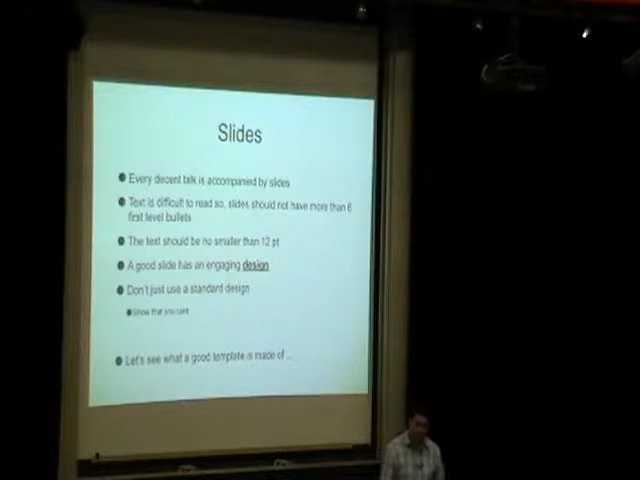 Slides
Every decent talk is accompanied by slides
Text is difficult to read so, slides should not have more than 6
first level bullets
The text should be no smaller than 12 pt
A good slide has an engaging design
Don't just use a standard design
Show that you care
Let's see what a good template is made of ...